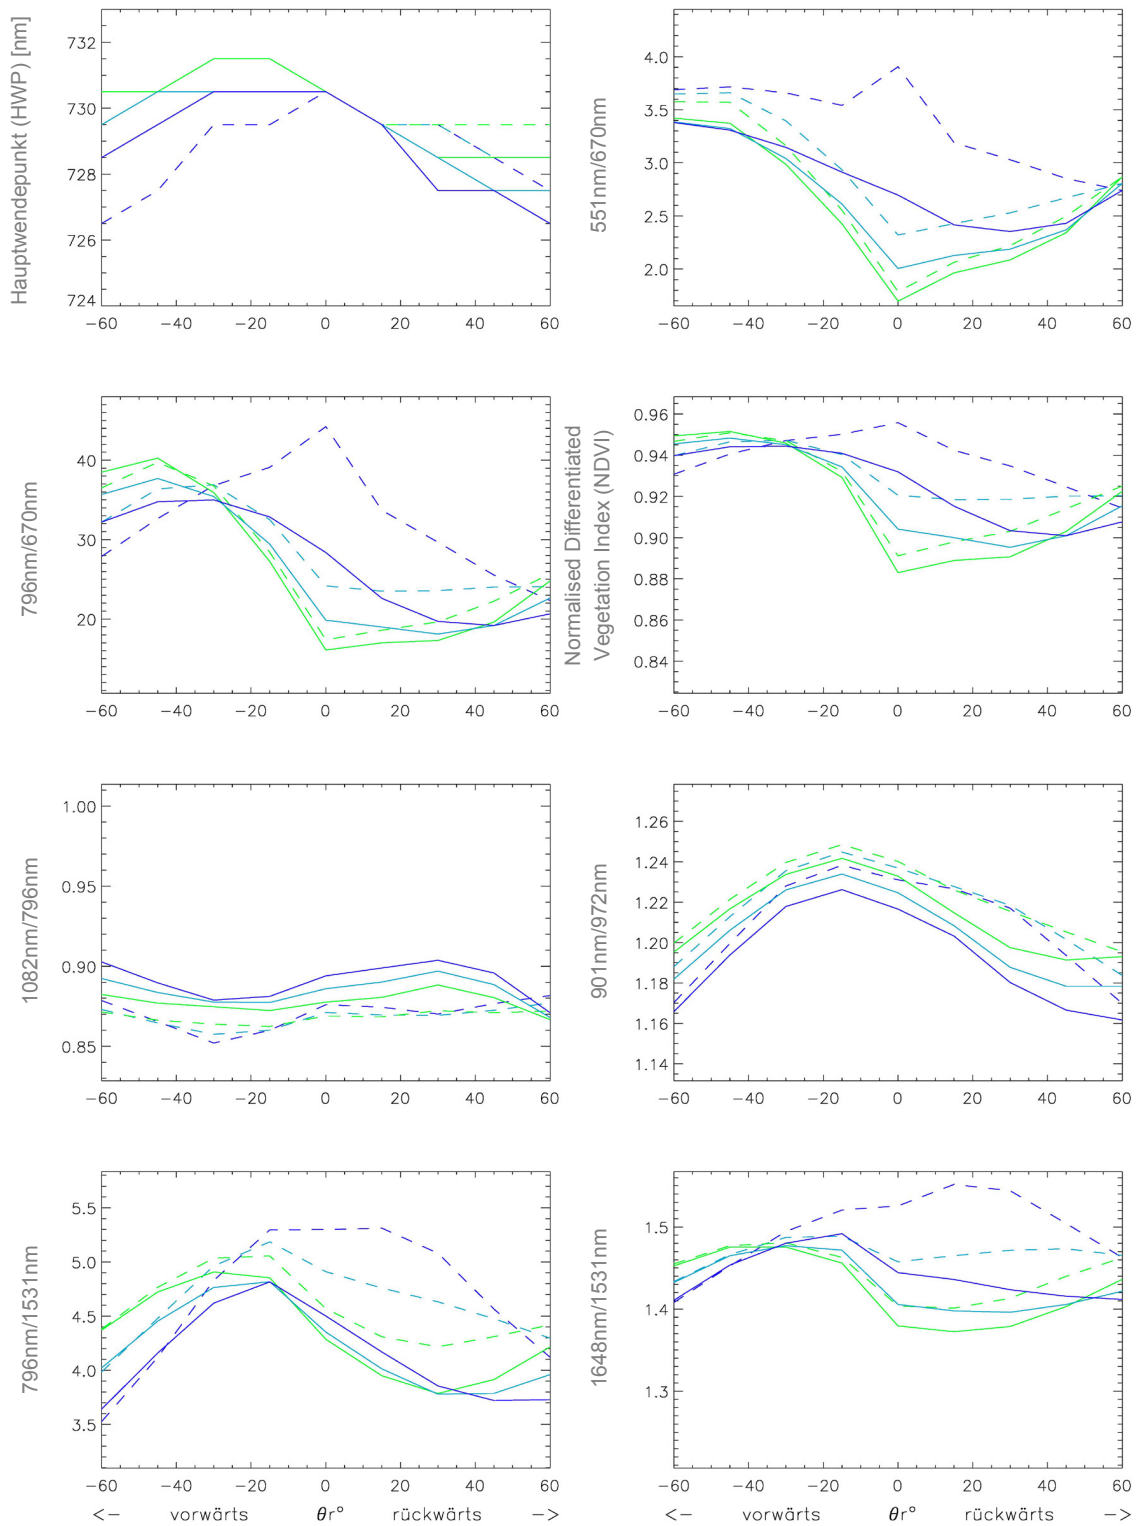 Hauptwendepunkt (HWP) [nm]
732
730
728
726
724
−60 −40 −20 0 20 40 60
551nm/670nm
4.0
3.5
3.0
2.5
2.0
−60 −40 −20 0 20 40 60
796nm/670nm
40
30
20
−60 −40 −20 0 20 40 60
Normalised Differentiated
Vegetation Index (NDVI)
0.96
0.94
0.92
0.90
0.88
0.86
0.84
−60 −40 −20 0 20 40 60
1082nm/796nm
1.00
0.95
0.90
0.85
−60 −40 −20 0 20 40 60
901nm/972nm
1.26
1.24
1.22
1.20
1.18
1.16
1.14
−60 −40 −20 0 20 40 60
796nm/1531nm
5.5
5.0
4.5
4.0
3.5
−60 −40 −20 0 20 40 60
<− vorwärts θr° rückwärts −>
1648nm/1531nm
1.5
1.4
1.3
−60 −40 −20 0 20 40 60
<− vorwärts θr° rückwärts −>